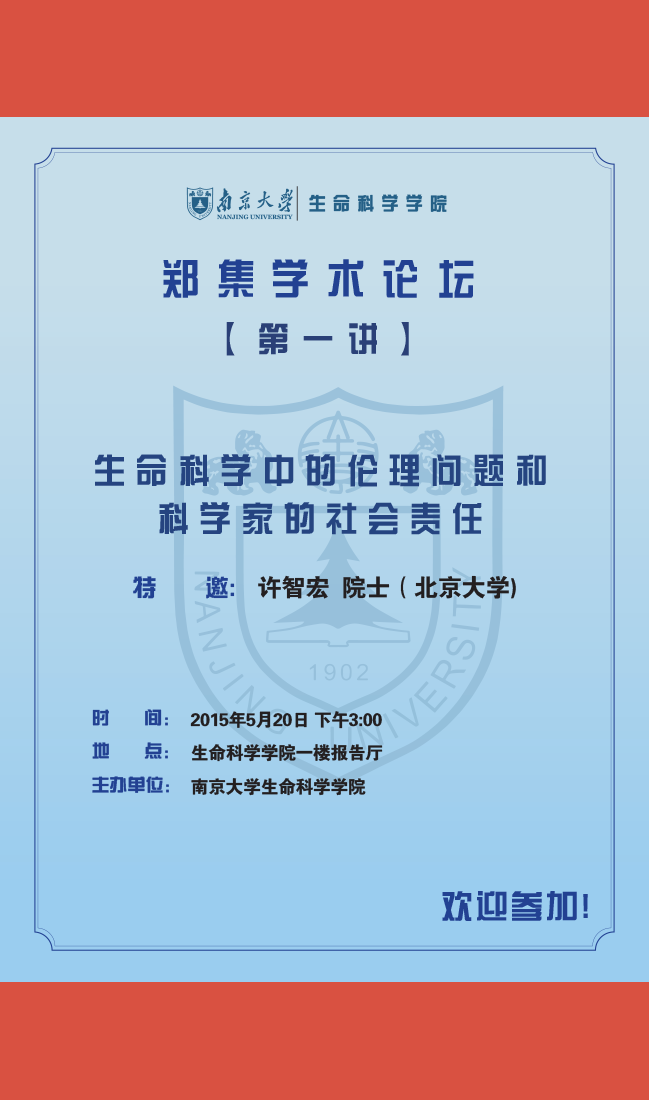 南京大学 生命科学学院
NANJING UNIVERSITY
郑集学术论坛
【第一讲】
生命科学中的伦理问题和
科学家的社会责任
特 邀: 许智宏 院士（北京大学)
1902
NANJING UNIVERSITY
时 间: 2015年5月20日 下午3:00
地 点: 生命科学学院一楼报告厅
主办单位: 南京大学生命科学学院
欢迎参加!